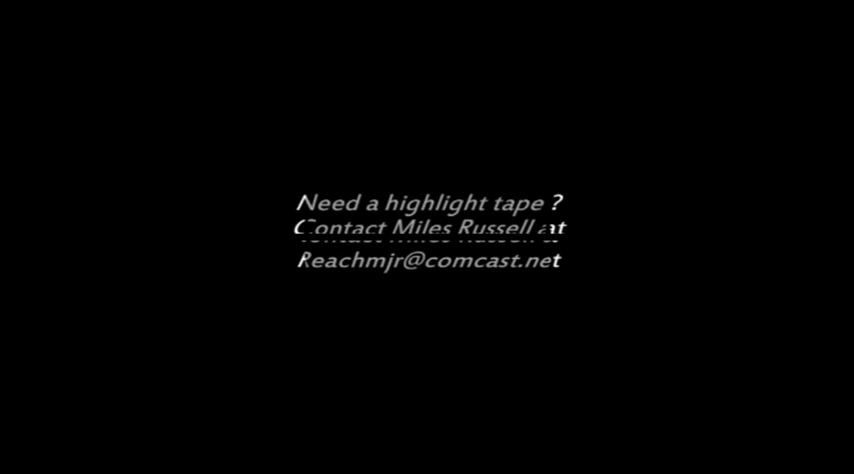 Need a highlight tape ?
Contact Miles Russell at
Reachmjr@comcast.net